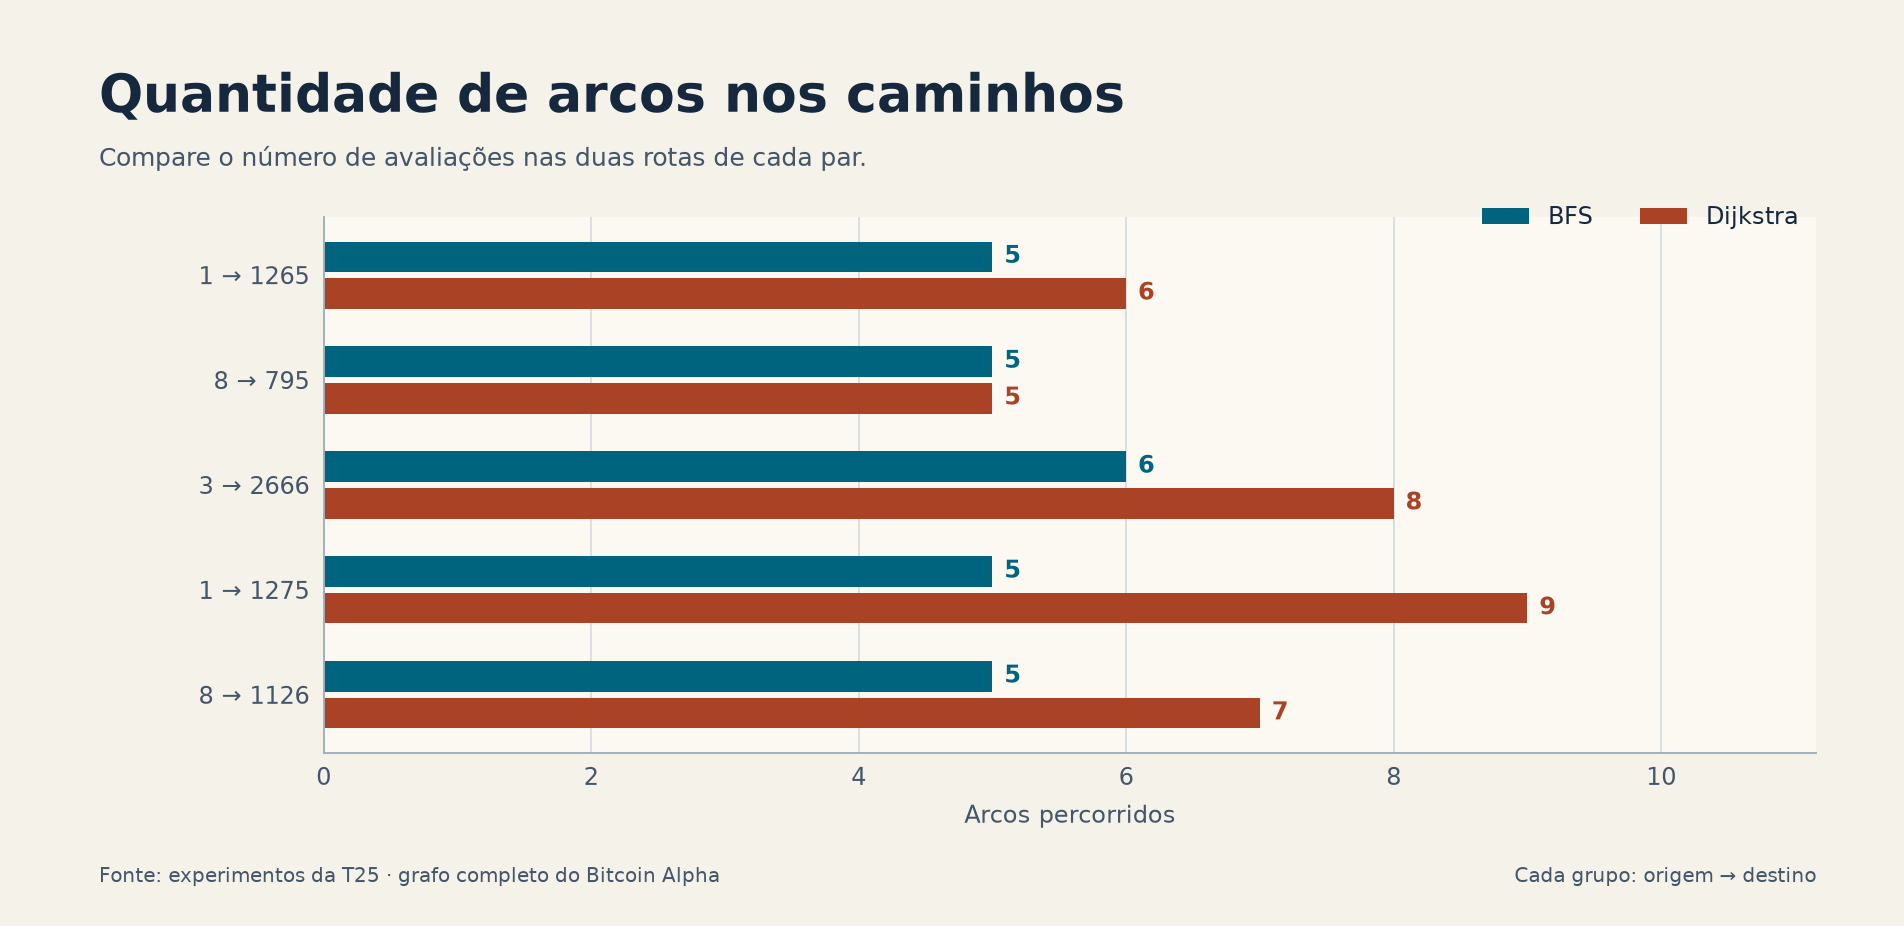 Quantidade de arcos nos caminhos
Compare o número de avaliações nas duas rotas de cada par.
BFS Dijkstra
1 → 1265
5
6
8 → 795
5
5
3 → 2666
6
8
1 → 1275
5
9
8 → 1126
5
7
0 2 4 6 8 10
Arcos percorridos
Fonte: experimentos da T25 · grafo completo do Bitcoin Alpha
Cada grupo: origem → destino